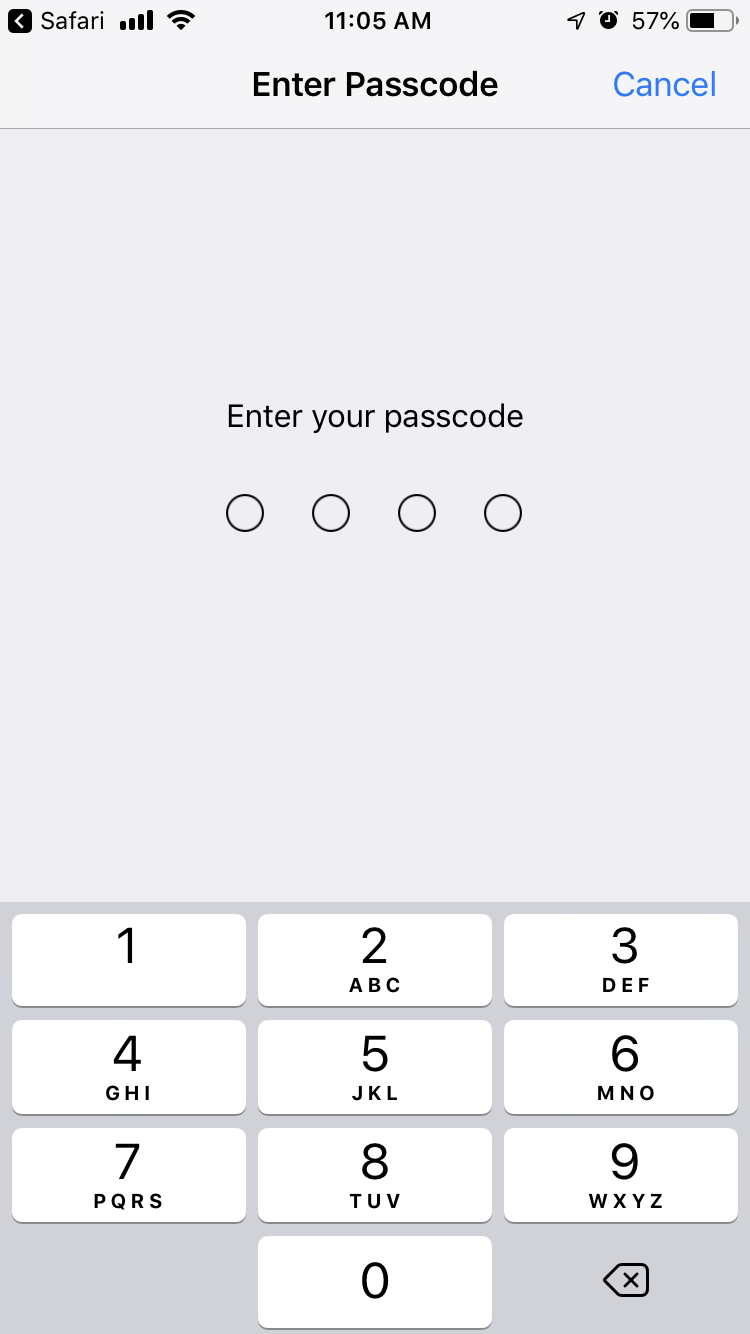 Safari 11:05 AM 57%
Enter Passcode Cancel
Enter your passcode
1 2 3
ABC DEF
4 5 6
GHI JKL MNO
7 8 9
PQRS TUV WXYZ
0